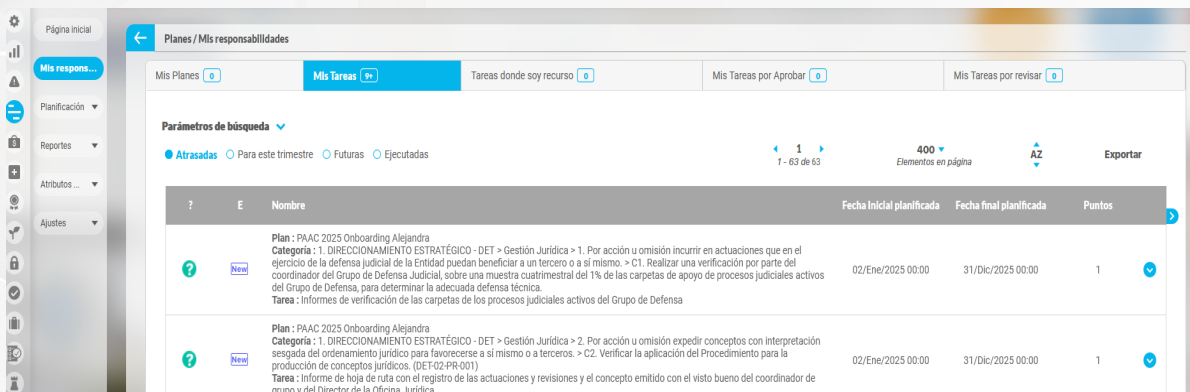 Página inicial
Mis respons...
Planificación
Reportes
Atributos ...
Ajustes
Planes / Mis responsabilidades
Mis Planes 0
Mis Tareas 9+
Tareas donde soy recurso 0
Mis Tareas por Aprobar 0
Mis Tareas por revisar 0
Parámetros de búsqueda
Atrasadas Para este trimestre Futuras Ejecutadas
1
1 - 63 de 63
400
Elementos en página
AZ
Exportar
? E Nombre Fecha inicial planificada Fecha final planificada Puntos
Plan : PAAC 2025 Onboarding Alejandra
Categoría : 1. DIRECCIONAMIENTO ESTRATÉGICO - DET > Gestión Jurídica > 1. Por acción u omisión incurrir en actuaciones que en el
ejercicio de la defensa judicial de la Entidad puedan beneficiar a un tercero o a sí mismo. > C1. Realizar una verificación por parte del
coordinador del Grupo de Defensa Judicial, sobre una muestra cuatrimestral del 1% de las carpetas de apoyo de procesos judiciales activos
del Grupo de Defensa, para determinar la adecuada defensa técnica.
Tarea : Informes de verificación de las carpetas de los procesos judiciales activos del Grupo de Defensa
? New 02/Ene/2025 00:00 31/Dic/2025 00:00 1
Plan : PAAC 2025 Onboarding Alejandra
Categoría : 1. DIRECCIONAMIENTO ESTRATÉGICO - DET > Gestión Jurídica > 2. Por acción u omisión expedir conceptos con interpretación
sesgada del ordenamiento jurídico para favorecerse a sí mismo o a terceros. > C2. Verificar la aplicación del Procedimiento para la
producción de conceptos jurídicos. (DET-02-PR-001)
Tarea : Informe de hoja de ruta con el registro de las actuaciones y revisiones y el concepto emitido con el visto bueno del coordinador de
grupo y del Director de la Oficina Jurídica
? New 02/Ene/2025 00:00 31/Dic/2025 00:00 1